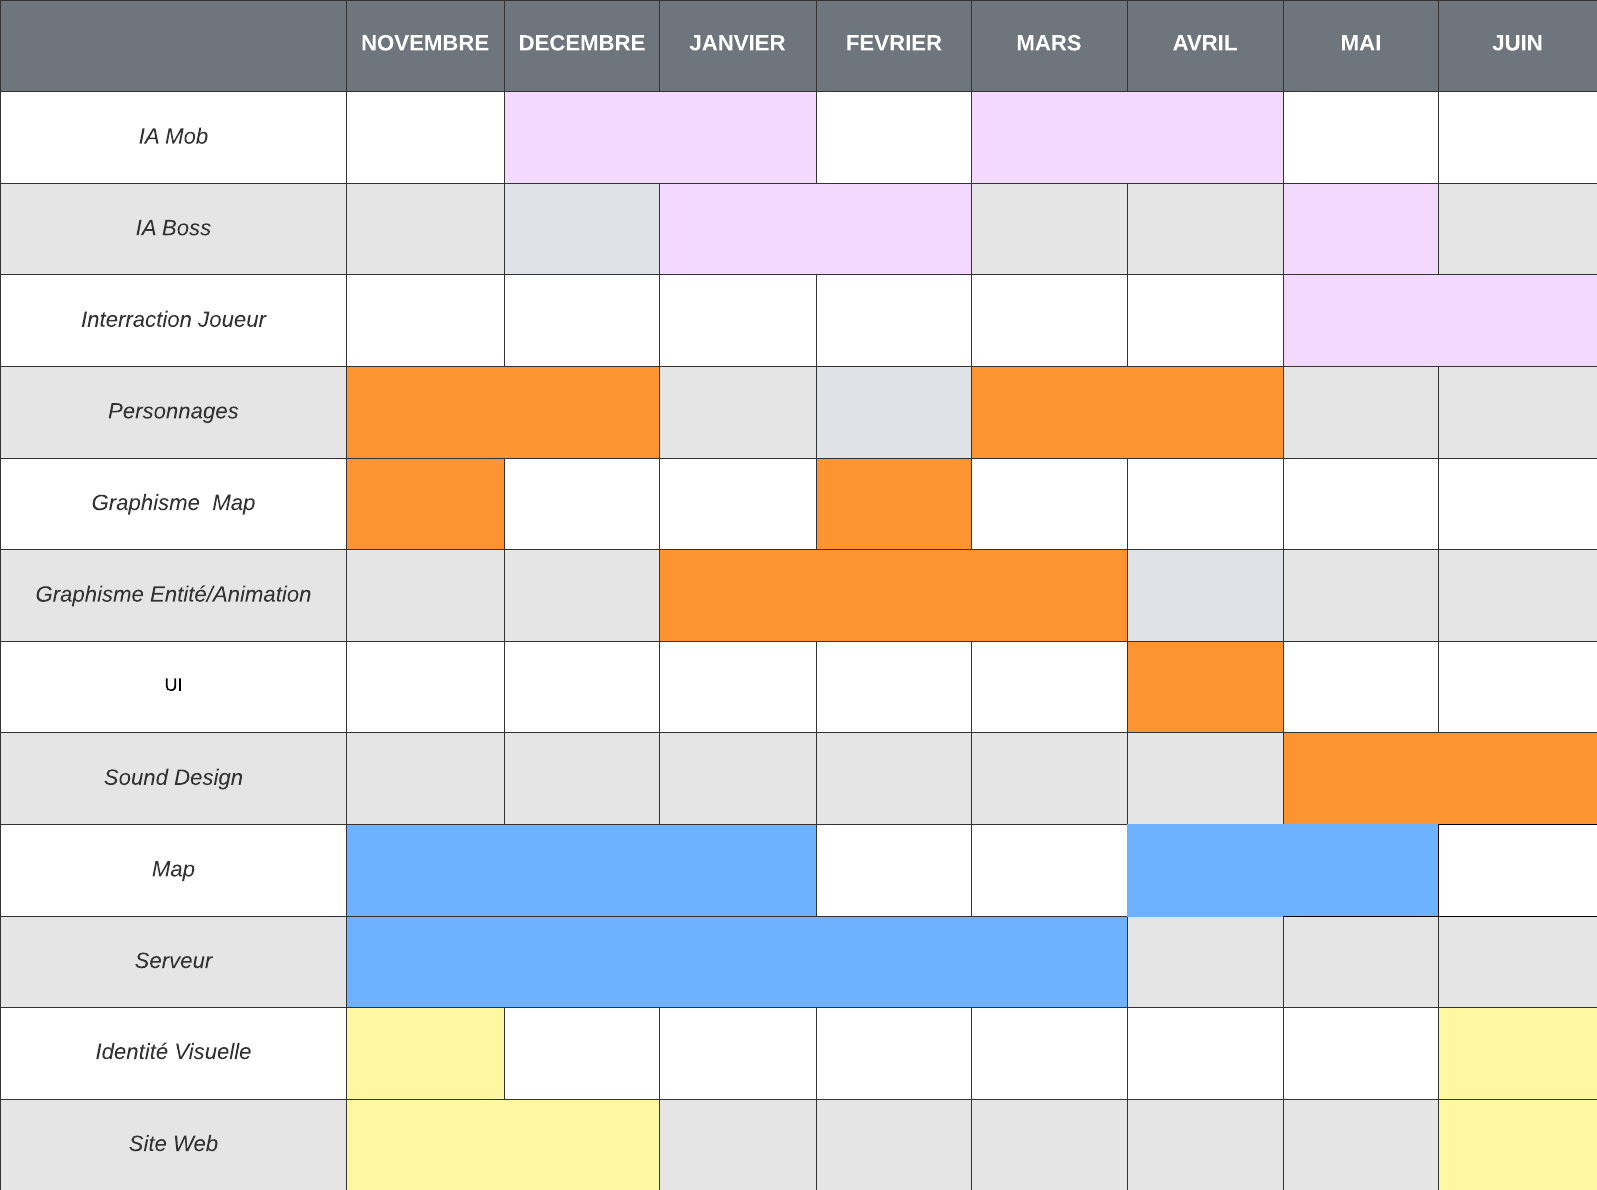 NOVEMBRE DECEMBRE JANVIER FEVRIER MARS AVRIL MAI JUIN
IA Mob
IA Boss
Interraction Joueur
Personnages
Graphisme  Map
Graphisme Entité/Animation
UI
Sound Design
Map
Serveur
Identité Visuelle
Site Web